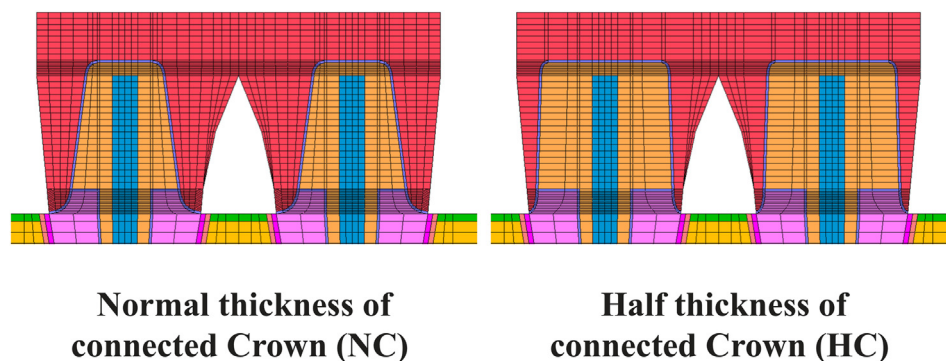 Normal thickness of
connected Crown (NC)
Half thickness of
connected Crown (HC)